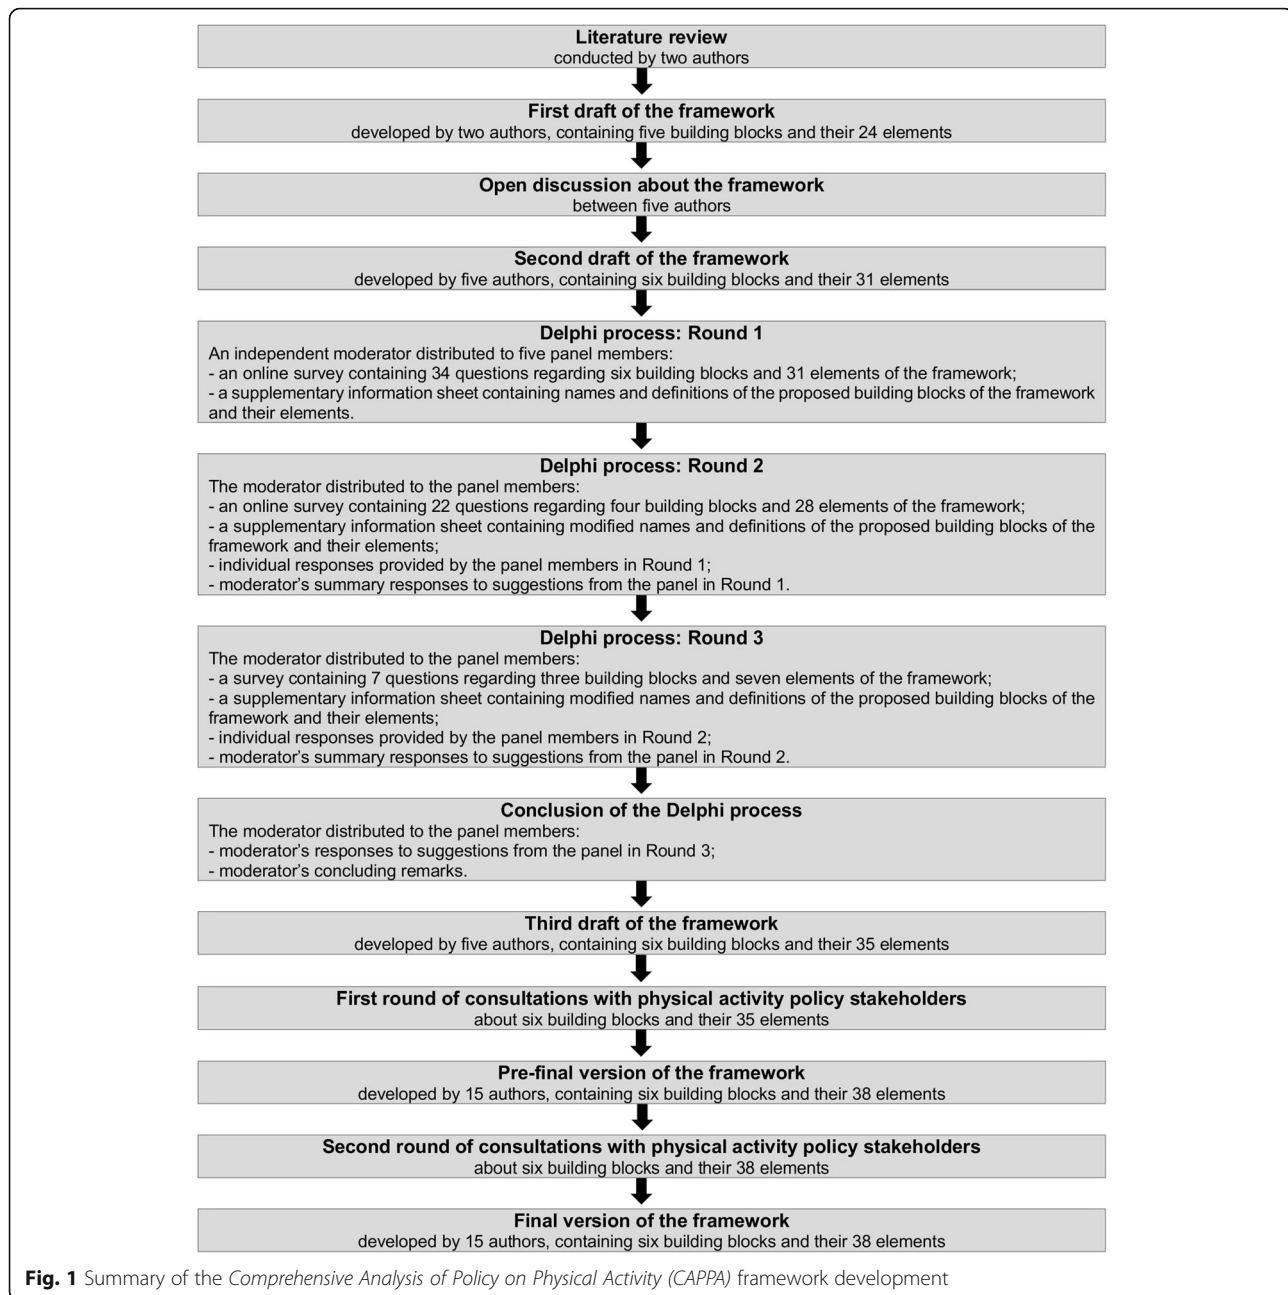 Literature review
conducted by two authors
First draft of the framework
developed by two authors, containing five building blocks and their 24 elements
Open discussion about the framework
between five authors
Second draft of the framework
developed by five authors, containing six building blocks and their 31 elements
Delphi process: Round 1
An independent moderator distributed to five panel members:
- an online survey containing 34 questions regarding six building blocks and 31 elements of the framework;
- a supplementary information sheet containing names and definitions of the proposed building blocks of the framework
and their elements.
Delphi process: Round 2
The moderator distributed to the panel members:
- an online survey containing 22 questions regarding four building blocks and 28 elements of the framework;
- a supplementary information sheet containing modified names and definitions of the proposed building blocks of the
framework and their elements;
- individual responses provided by the panel members in Round 1;
- moderator's summary responses to suggestions from the panel in Round 1.
Delphi process: Round 3
The moderator distributed to the panel members:
- a survey containing 7 questions regarding three building blocks and seven elements of the framework;
- a supplementary information sheet containing modified names and definitions of the proposed building blocks of the
framework and their elements;
- individual responses provided by the panel members in Round 2;
- moderator's summary responses to suggestions from the panel in Round 2.
Conclusion of the Delphi process
The moderator distributed to the panel members:
- moderator's responses to suggestions from the panel in Round 3;
- moderator's concluding remarks.
Third draft of the framework
developed by five authors, containing six building blocks and their 35 elements
First round of consultations with physical activity policy stakeholders
about six building blocks and their 35 elements
Pre-final version of the framework
developed by 15 authors, containing six building blocks and their 38 elements
Second round of consultations with physical activity policy stakeholders
about six building blocks and their 38 elements
Final version of the framework
developed by 15 authors, containing six building blocks and their 38 elements
Fig. 1 Summary of the Comprehensive Analysis of Policy on Physical Activity (CAPPA) framework development